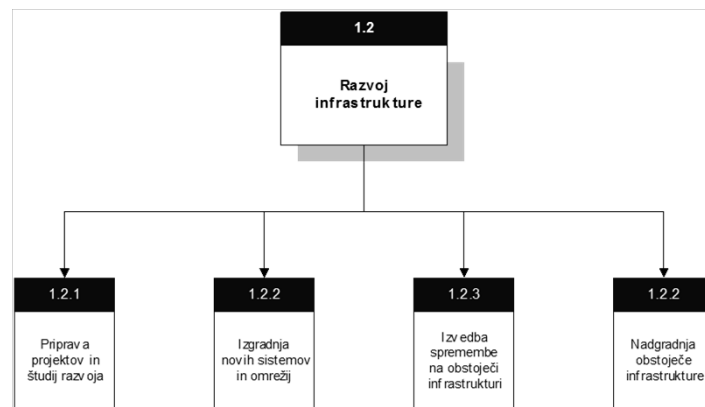 1.2
Razvoj
infrastrukture
1.2.1
Priprava
projektov in
študij razvoja
1.2.2
Izgradnja
novih sistemov
in omrežij
1.2.3
Izvedba
spremembe
na obstoječi
infrastrukturi
1.2.2
Nadgradnja
obstoječe
infrastrukture